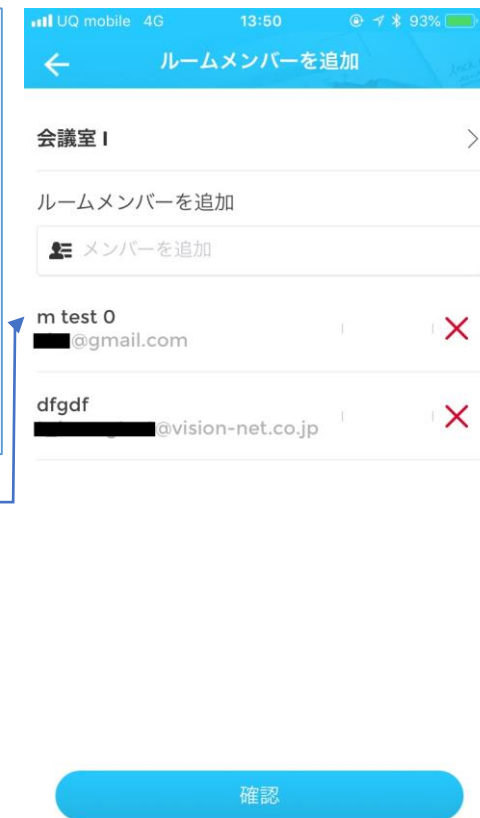 UQ mobile 4G 13:50 93%
ルームメンバーを追加
会議室 I
ルームメンバーを追加
メンバーを追加
m test 0
@gmail.com
dfgdf
@vision-net.co.jp
確認